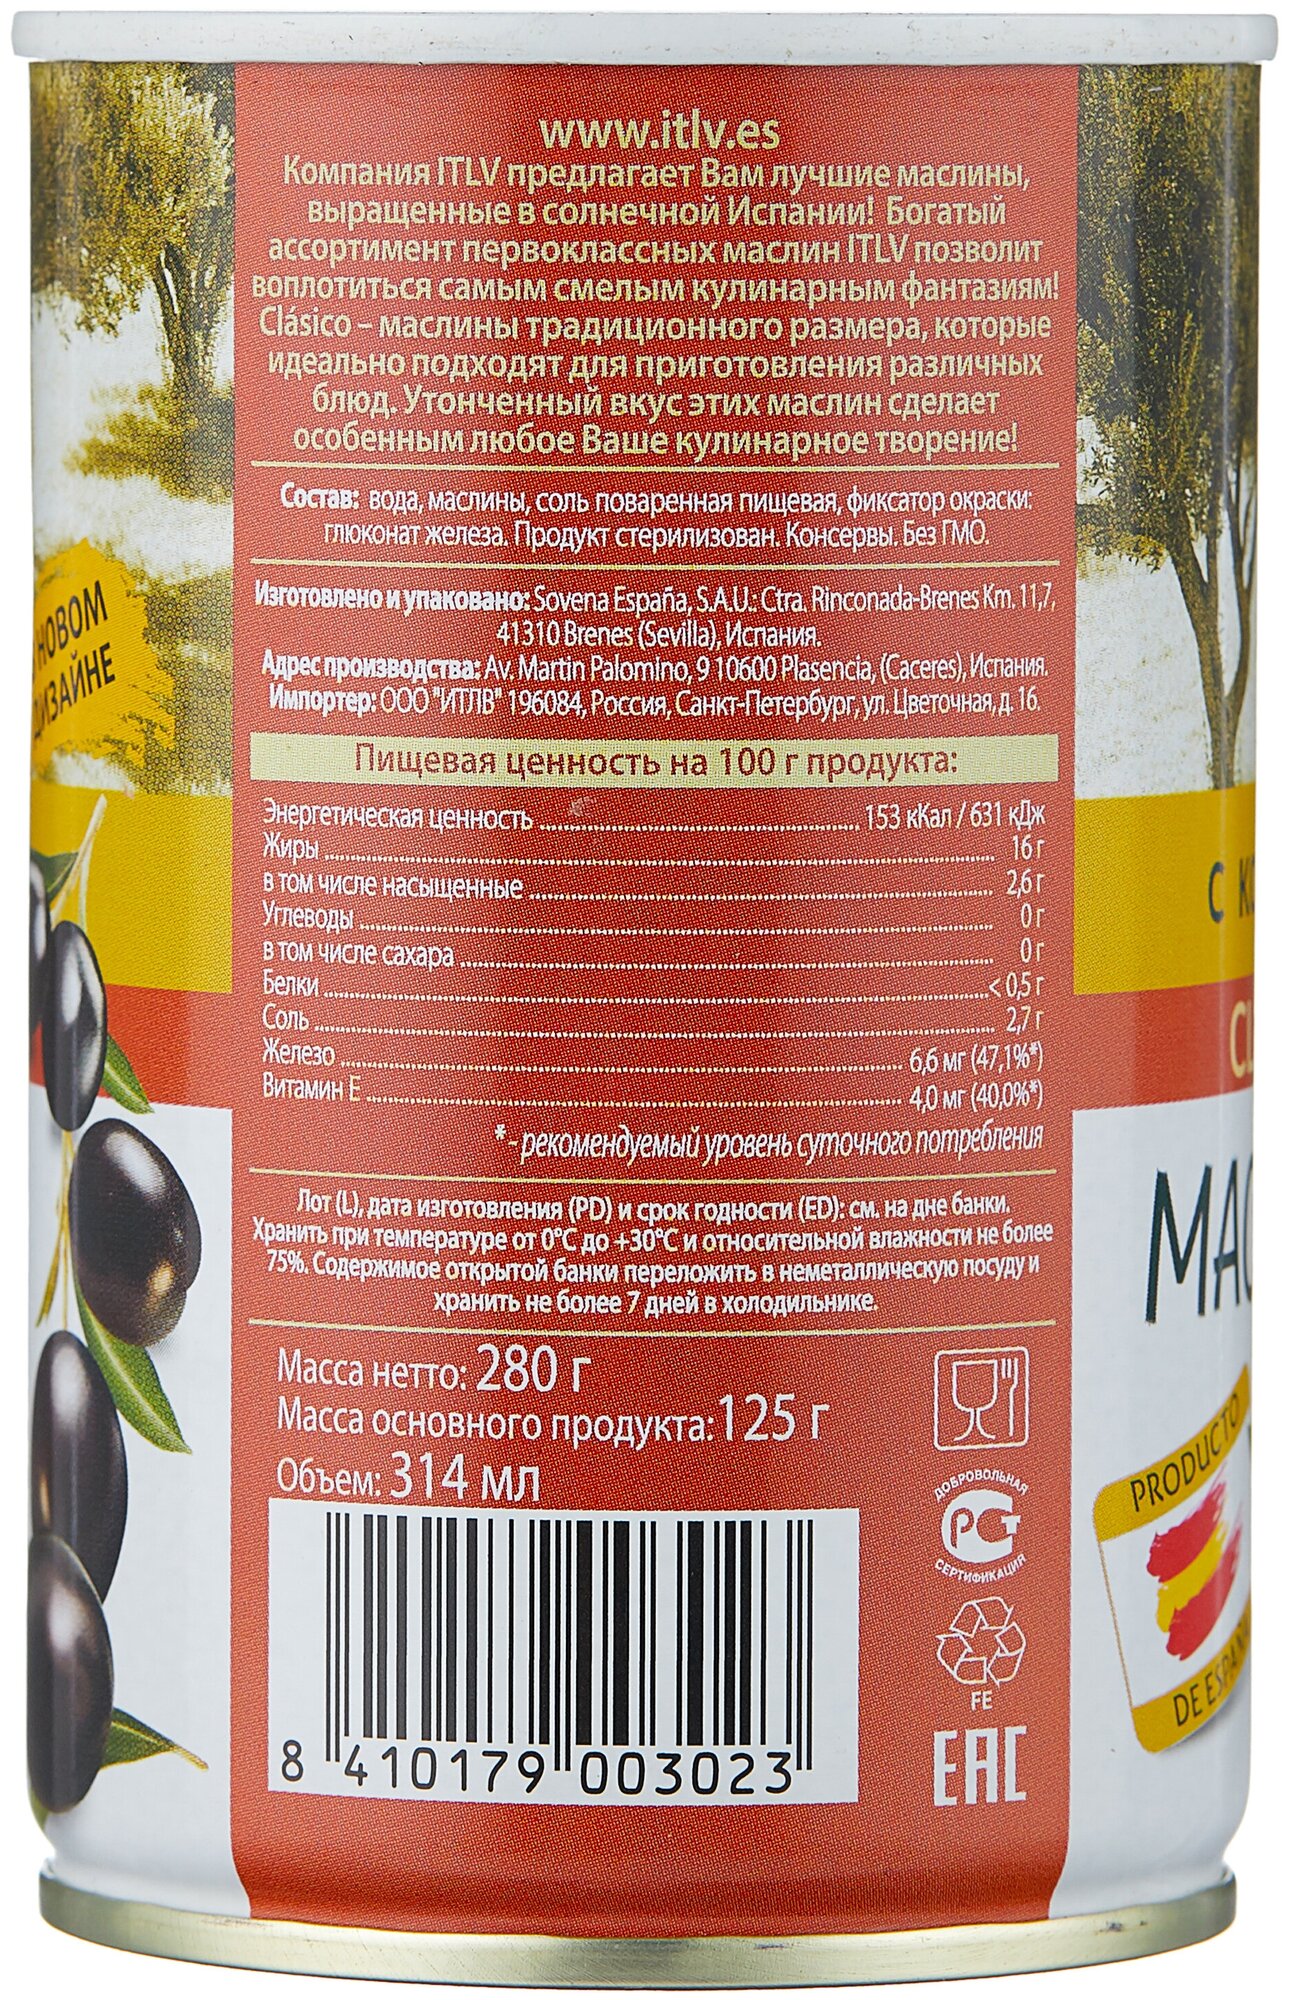 www.itlv.es
Компания ITLV предлагает Вам лучшие маслины,
выращенные в солнечной Испании! Богатый
ассортимент первоклассных маслин ITLV позволит
воплотиться самым смелым кулинарным фантазиям!
Clásico – маслины традиционного размера, которые
идеально подходят для приготовления различных
блюд. Утонченный вкус этих маслин сделает
особенным любое Ваше кулинарное творение!
Состав: вода, маслины, соль поваренная пищевая, фиксатор окраски:
глюконат железа. Продукт стерилизован. Консервы. Без ГМО.
Изготовлено и упаковано: Sovena España, S.A.U.: Ctra. Rinconada-Brenes Km. 11,7,
41310 Brenes (Sevilla), Испания.
Адрес производства: Av. Martin Palomino, 9 10600 Plasencia, (Caceres), Испания.
Импортер: ООО "ИТЛВ" 196084, Россия, Санкт-Петербург, ул. Цветочная, д. 16.
Пищевая ценность на 100 г продукта:
Энергетическая ценность 153 кКал / 631 кДж
Жиры 16 г
в том числе насыщенные 2,6 г
Углеводы 0 г
в том числе сахара 0 г
Белки < 0,5 г
Соль 2,7 г
Железо 6,6 мг (47,1%*)
Витамин E 4,0 мг (40,0%*)
* - рекомендуемый уровень суточного потребления
Лот (L), дата изготовления (PD) и срок годности (ED): см. на дне банки.
Хранить при температуре от 0°С до +30°С и относительной влажности не более
75%. Содержимое открытой банки переложить в неметаллическую посуду и
хранить не более 7 дней в холодильнике.
Масса нетто: 280 г
Масса основного продукта: 125 г
Объем: 314 мл
8 410179 003023
ДОБРОВОЛЬНАЯ
РСТ
СЕРТИФИКАЦИЯ
FE
EAC
НОВОМ
ДИЗАЙНЕ
С
PRODUCTO